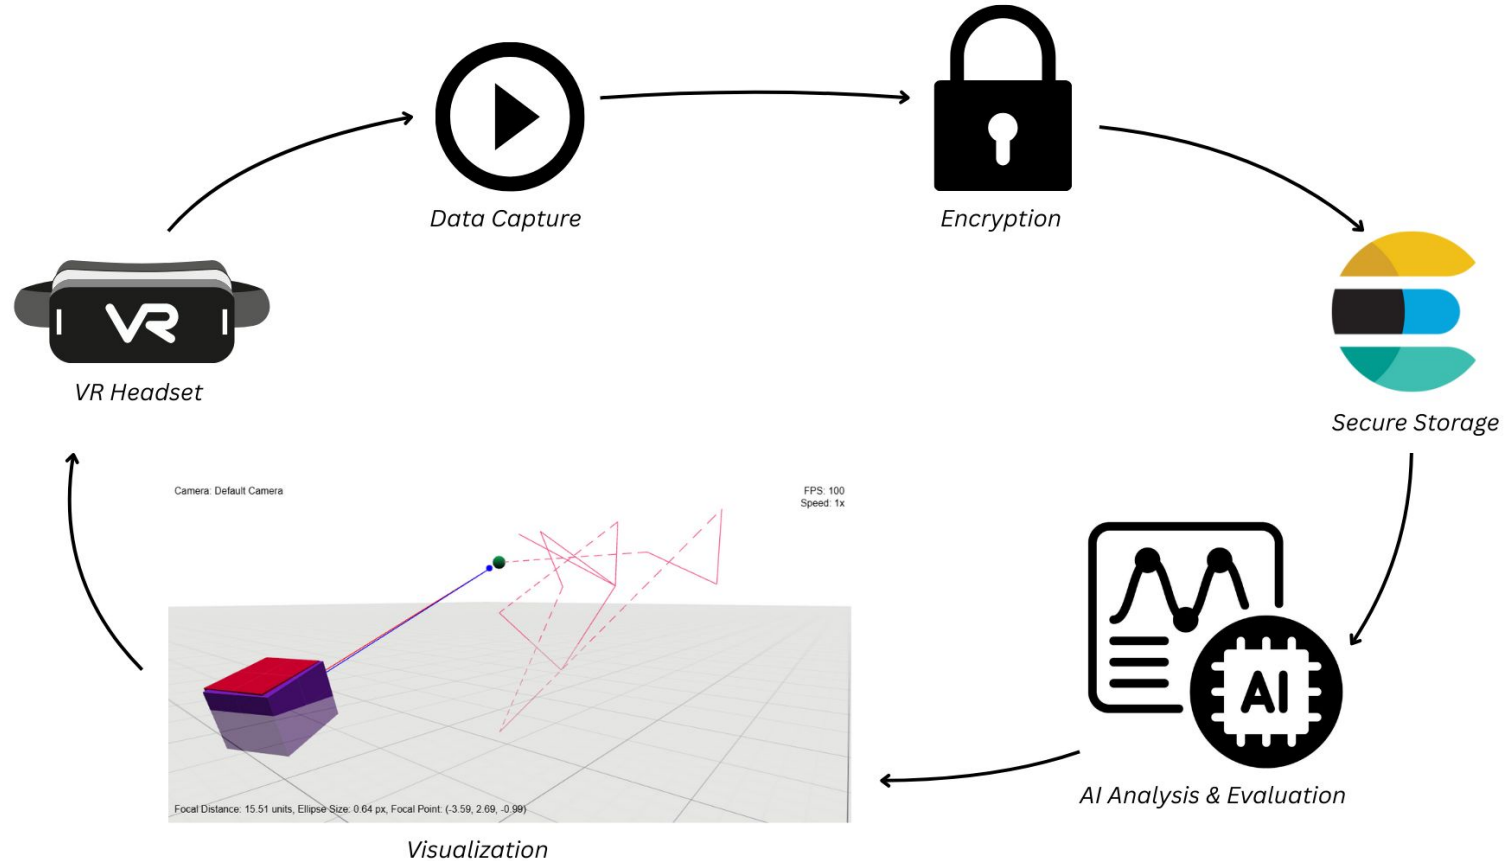 Data Capture
Encryption
VR
VR Headset
Secure Storage
Camera: Default Camera
FPS: 100
Speed: 1x
Focal Distance: 15.51 units, Ellipse Size: 0.64 px, Focal Point: (-3.59, 2.69, -0.99)
AI
AI Analysis & Evaluation
Visualization